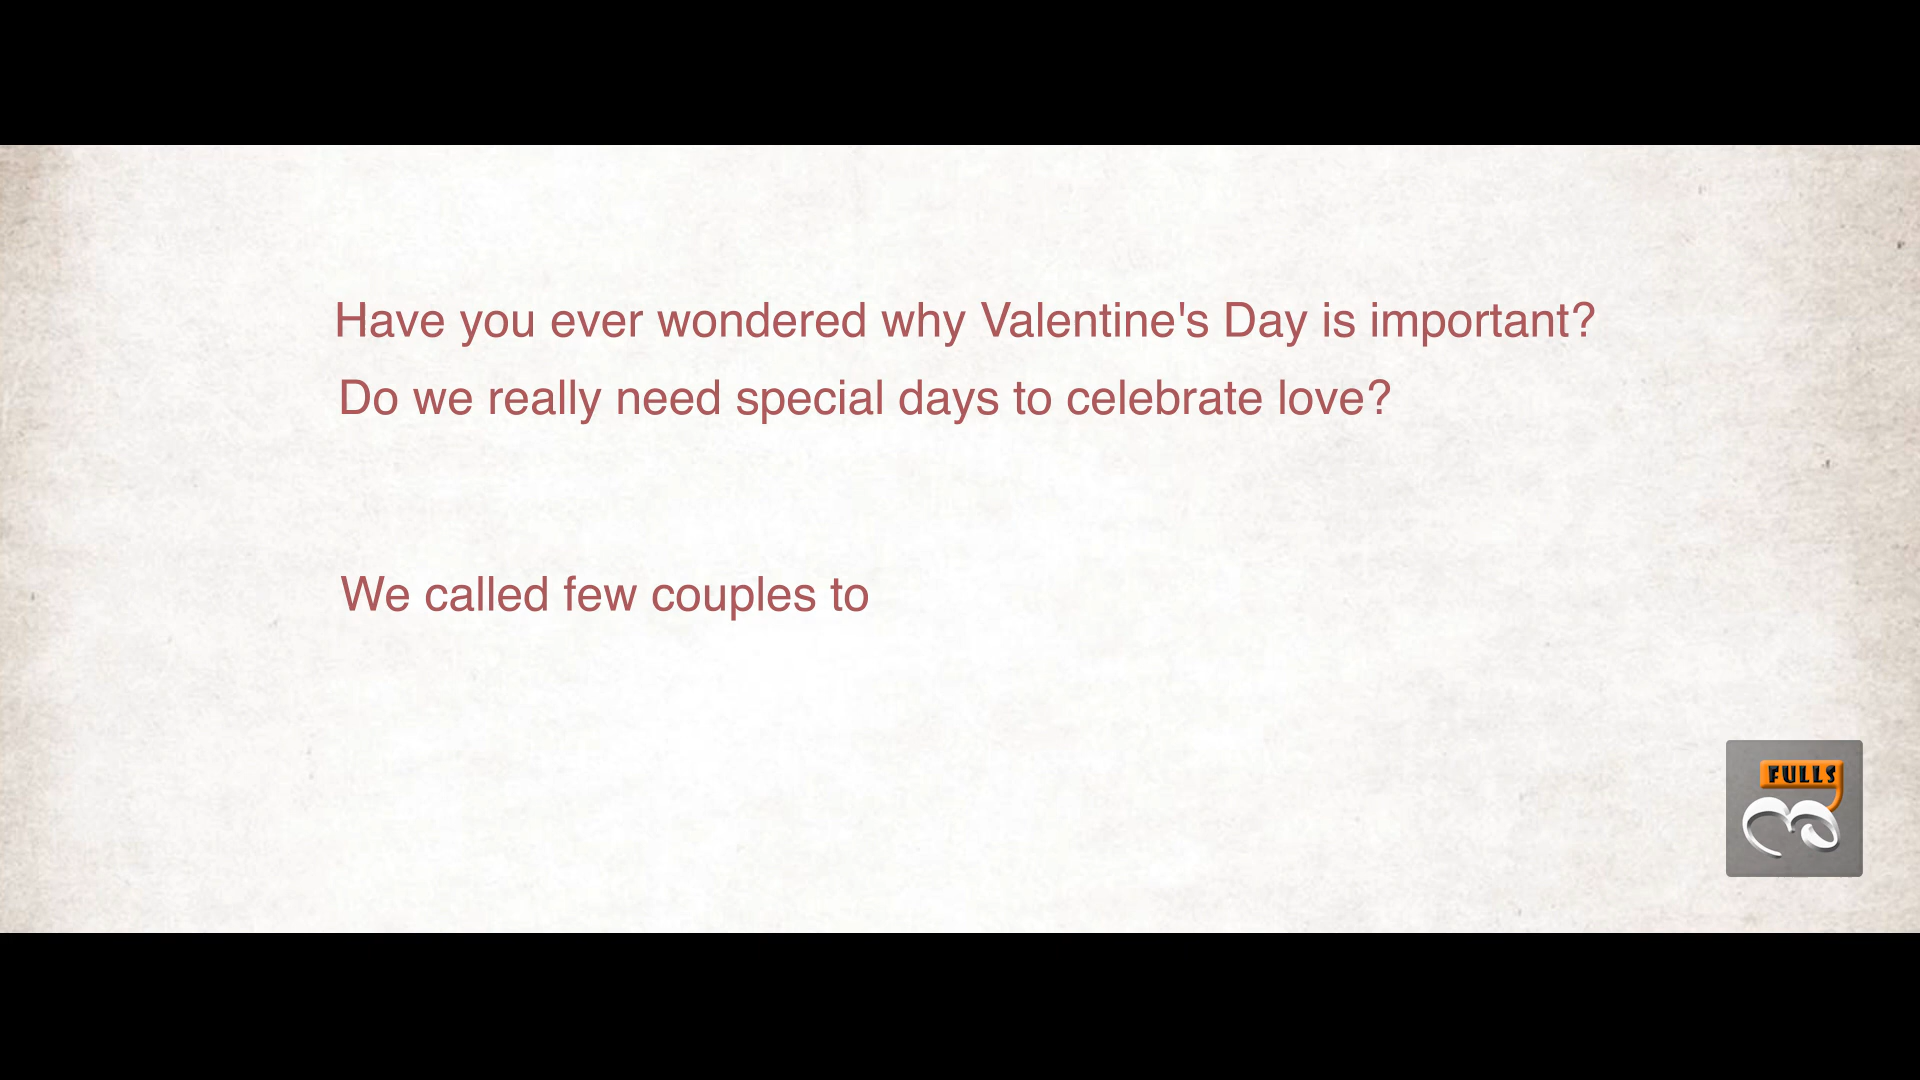 Have you ever wondered why Valentine's Day is important?
Do we really need special days to celebrate love?
We called few couples to
FULLS